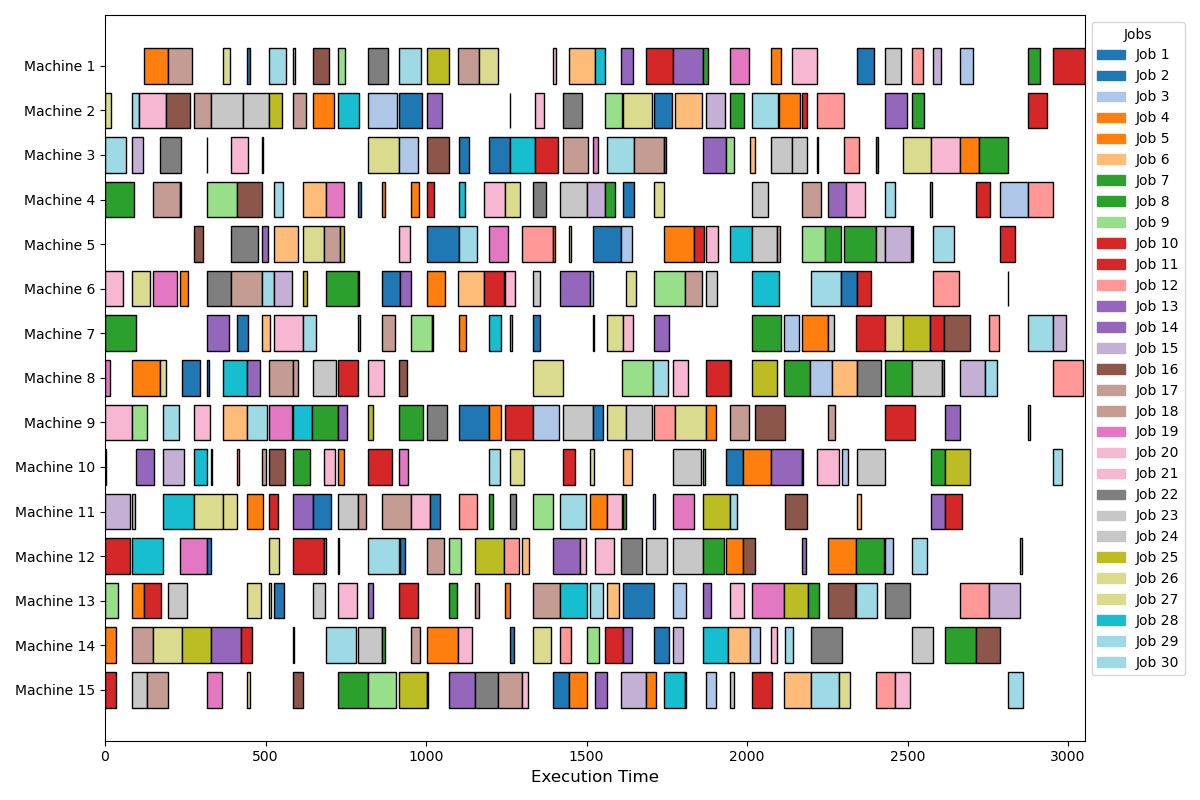 Machine 1
Machine 2
Machine 3
Machine 4
Machine 5
Machine 6
Machine 7
Machine 8
Machine 9
Machine 10
Machine 11
Machine 12
Machine 13
Machine 14
Machine 15
0 500 1000 1500 2000 2500 3000
Execution Time
Jobs
Job 1
Job 2
Job 3
Job 4
Job 5
Job 6
Job 7
Job 8
Job 9
Job 10
Job 11
Job 12
Job 13
Job 14
Job 15
Job 16
Job 17
Job 18
Job 19
Job 20
Job 21
Job 22
Job 23
Job 24
Job 25
Job 26
Job 27
Job 28
Job 29
Job 30